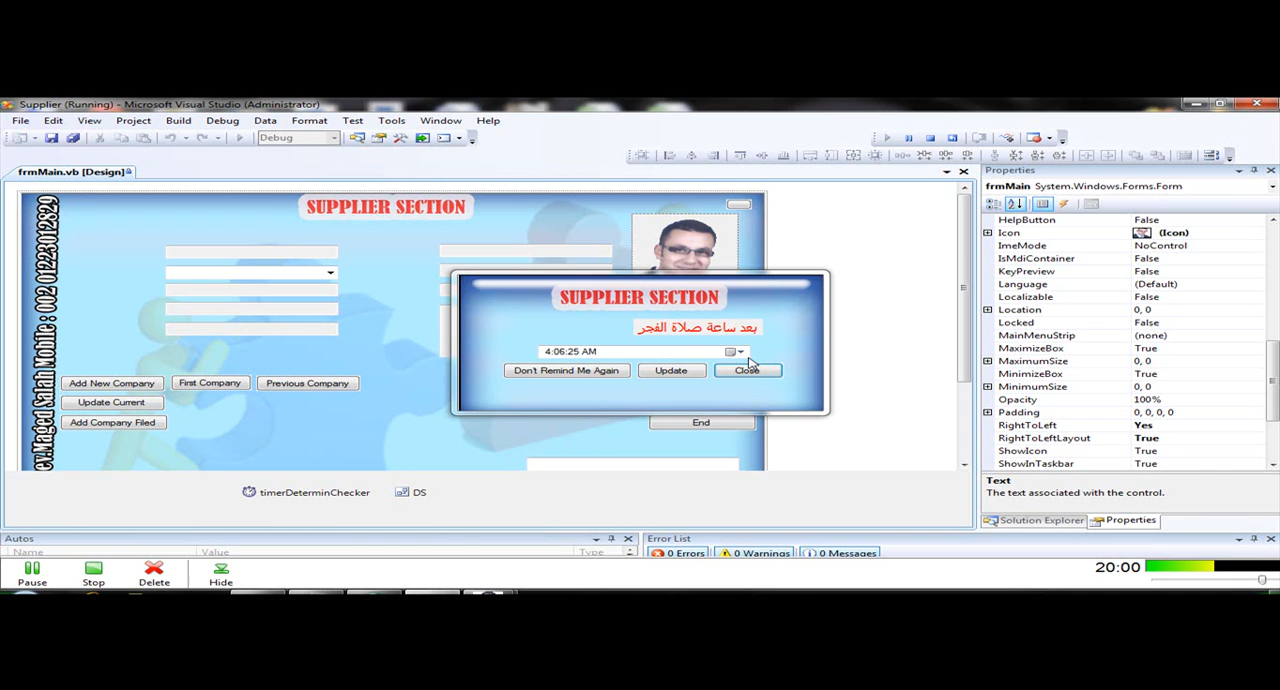 Supplier (Running) - Microsoft Visual Studio (Administrator)
File Edit View Project Build Debug Data Format Test Tools Window Help
Debug
frmMain.vb [Design]
SUPPLIER SECTION
ev.Maged Salah Mobile : 002 01223012820
SUPPLIER SECTION
بعد ساعة صلاة الفجر
4:06:25 AM
Don't Remind Me Again Update Close
Add New Company First Company Previous Company
Update Current
Add Company Filed End
timerDeterminChecker DS
Properties
frmMain System.Windows.Forms.Form
HelpButton False
Icon (Icon)
ImeMode NoControl
IsMdiContainer False
KeyPreview False
Language (Default)
Localizable False
Location 0, 0
Locked False
MainMenuStrip (none)
MaximizeBox True
MaximumSize 0, 0
MinimizeBox True
MinimumSize 0, 0
Opacity 100%
Padding 0, 0, 0, 0
RightToLeft Yes
RightToLeftLayout True
ShowIcon True
ShowInTaskbar True
Text
The text associated with the control.
Solution Explorer Properties
Autos
Name Value Type
Error List
0 Errors 0 Warnings 0 Messages
Pause Stop Delete Hide
20:00